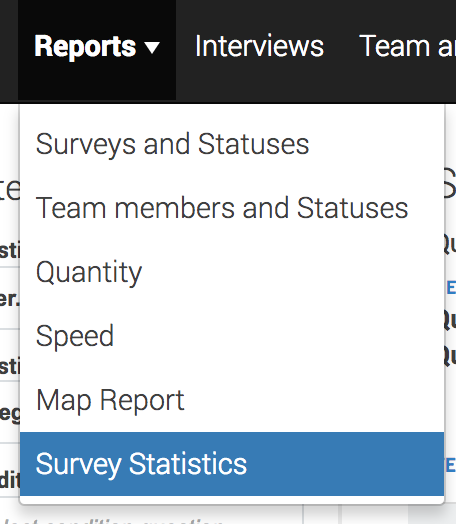 Reports ▼ Interviews Team a
Surveys and Statuses
Team members and Statuses
Quantity
Speed
Map Report
Survey Statistics